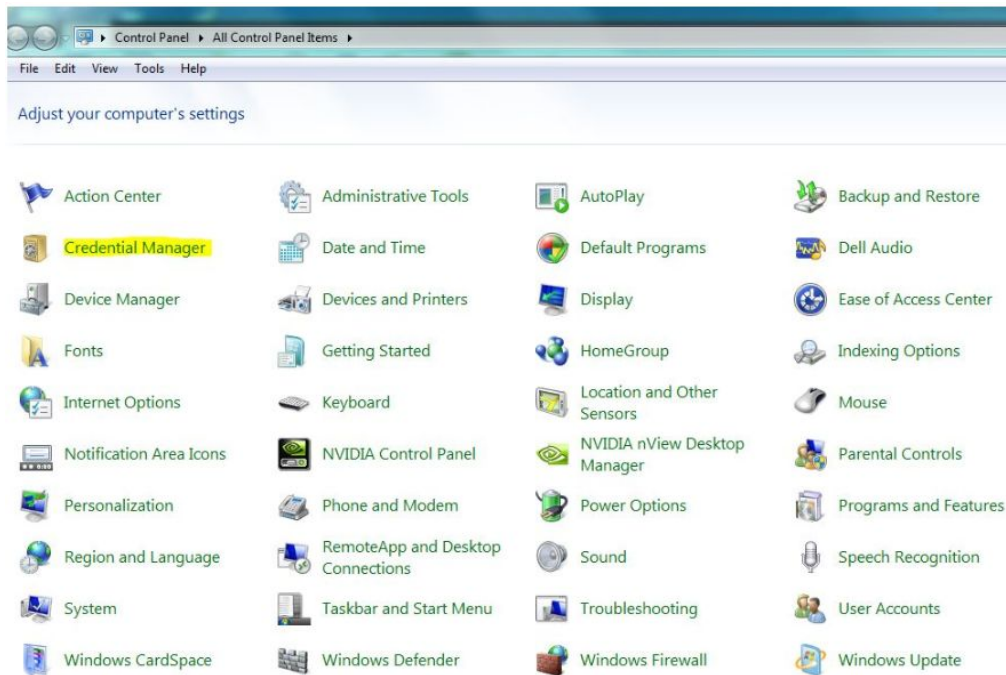 Control Panel ▸ All Control Panel Items ▸
File Edit View Tools Help
Adjust your computer's settings
Action Center Administrative Tools AutoPlay Backup and Restore
Credential Manager Date and Time Default Programs Dell Audio
Device Manager Devices and Printers Display Ease of Access Center
Fonts Getting Started HomeGroup Indexing Options
Internet Options Keyboard Location and Other Sensors Mouse
Notification Area Icons NVIDIA Control Panel NVIDIA nView Desktop Manager Parental Controls
Personalization Phone and Modem Power Options Programs and Features
Region and Language RemoteApp and Desktop Connections Sound Speech Recognition
System Taskbar and Start Menu Troubleshooting User Accounts
Windows CardSpace Windows Defender Windows Firewall Windows Update